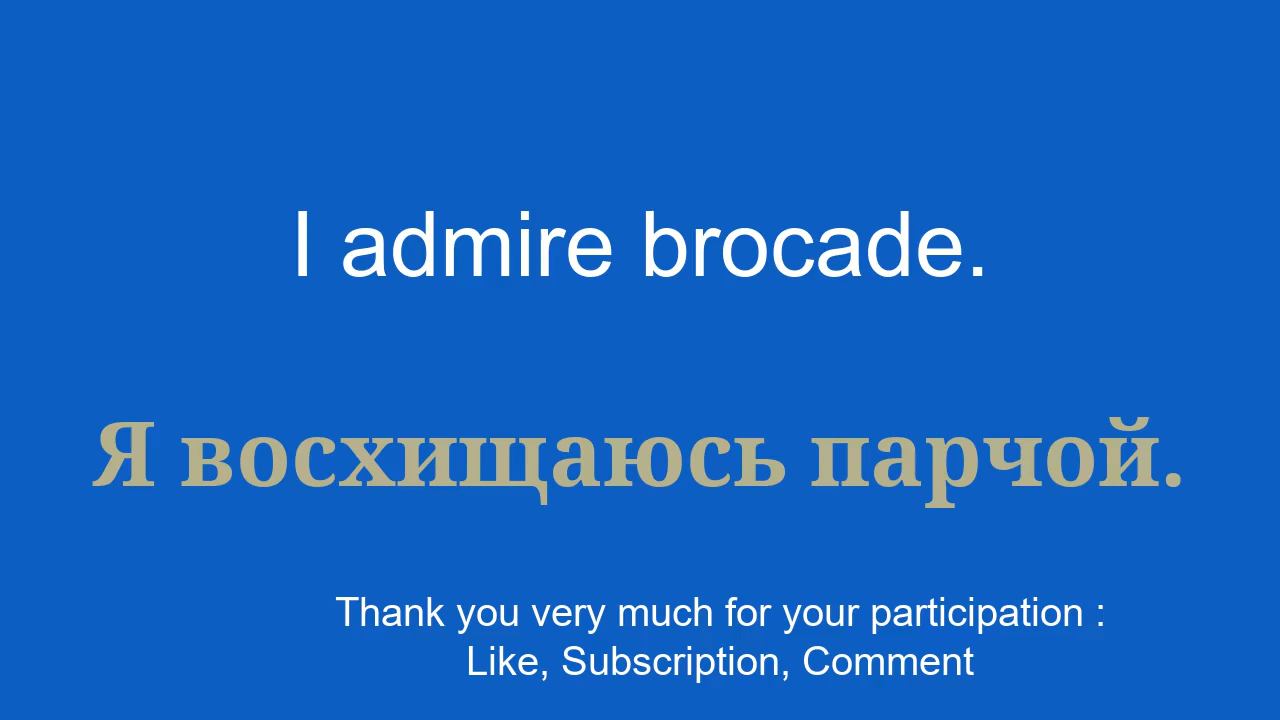 I admire brocade.
Я восхищаюсь парчой.
Thank you very much for your participation :
Like, Subscription, Comment